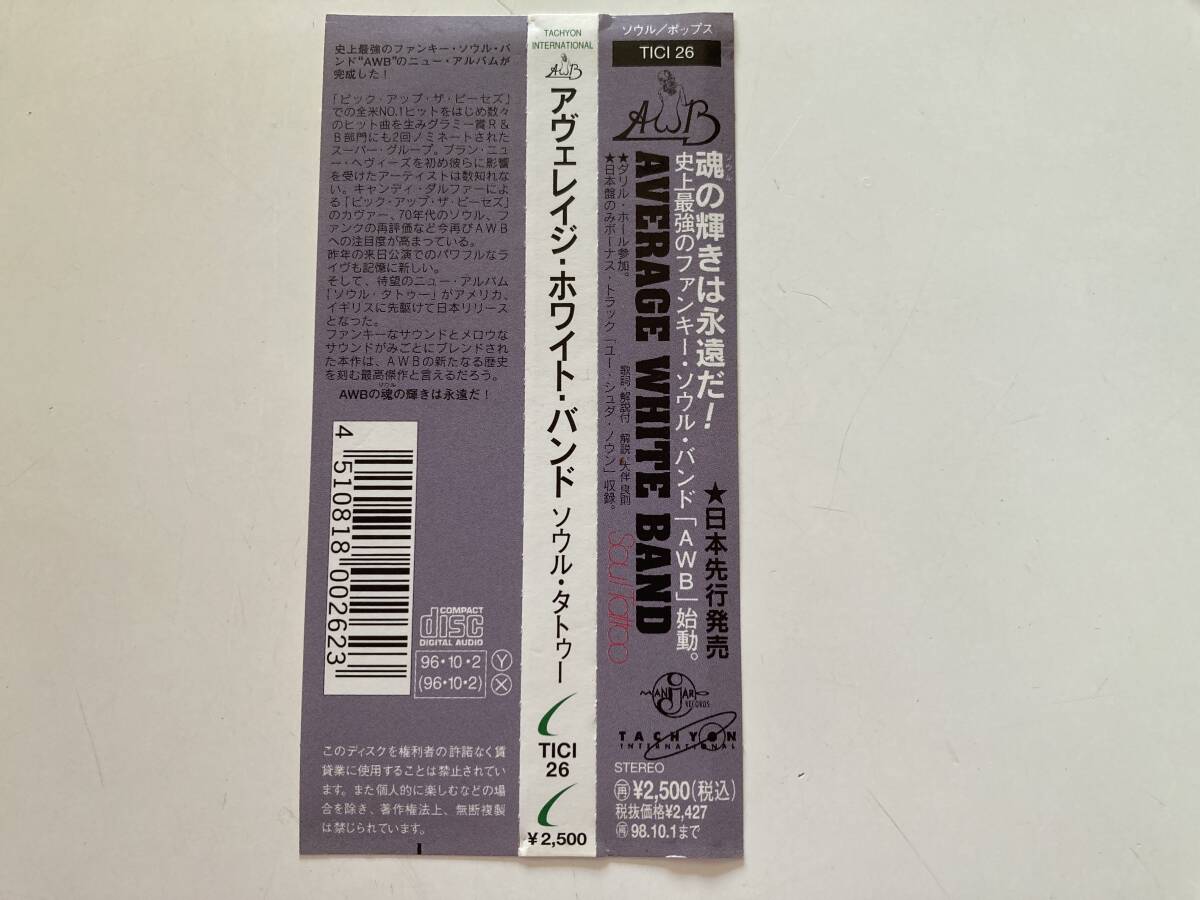 史上最強のファンキー・ソウル・バ
ンド“AWB”のニュー・アルバムが
完成した!
「ピック・アップ・ザ・ピーセズ」
での全米NO.1ヒットをはじめ数々
のヒット曲を生みグラミー賞R&
B部門にも2回ノミネートされた
スーパー・グループ。ブラン・ニュ
ー・ヘヴィーズを初め彼らに影響
を受けたアーティストは数知れな
い。キャンディ・ダルファーによ
る「ピック・アップ・ザ・ピーセズ」
のカヴァー、70年代のソウル、フ
ァンクの再評価など今再びAWB
への注目度が高まっている。
昨年の来日公演でのパワフルなラ
イヴも記憶に新しい。
そして、待望のニュー・アルバム
「ソウル・タトゥー」がアメリカ、
イギリスに先駆けて日本リリース
となった。
ファンキーなサウンドとメロウな
サウンドがみごとにブレンドされ
た本作は、AWBの新たなる歴史
を刻む最高傑作と言えるだろう。
ソウル
AWBの魂の輝きは永遠だ!
4 510818 002623
COMPACT
disc
DIGITAL AUDIO
96・10・2 Y
(96・10・2) X
このディスクを権利者の許諾なく賃
貸業に使用することは禁止されてい
ます。また個人的に楽しむなどの場
合を除き、著作権法上、無断複製
は禁じられています。
TACHYON
INTERNATIONAL
AWB
アヴェレイジ・ホワイト・バンド ソウル・タトゥー
TICI
26
¥2,500
ソウル/ポップス
TICI 26
AWB
ソウル
魂の輝きは永遠だ!
★日本先行発売
史上最強のファンキー・ソウル・バンド「AWB」始動。
AVERAGE WHITE BAND
Soul Tattoo
★ダリル・ホール参加。
歌詞・解説付 解説:大伴良則
★日本盤のみボーナス トラック「ユー・シュダ・ノウン」収録。
RECORDS
TACHYON
INTERNATIONAL
STEREO
再¥2,500(税込)
税抜価格¥2,427
再98.10.1まで